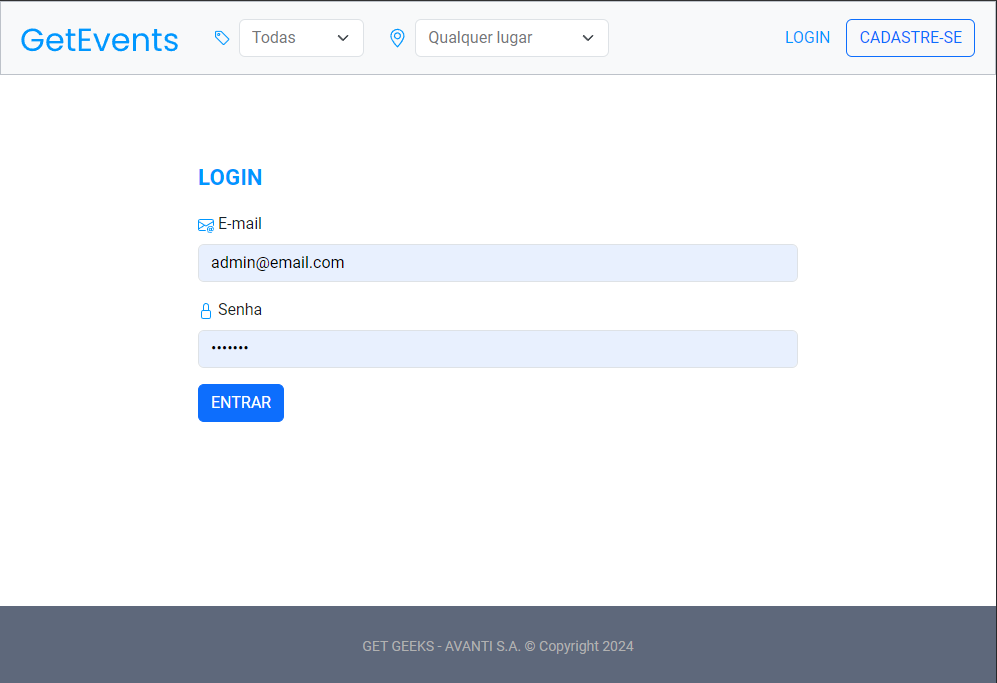 GetEvents Todas Qualquer lugar LOGIN CADASTRE-SE
LOGIN
E-mail
admin@email.com
Senha
•••••••
ENTRAR
GET GEEKS - AVANTI S.A. © Copyright 2024